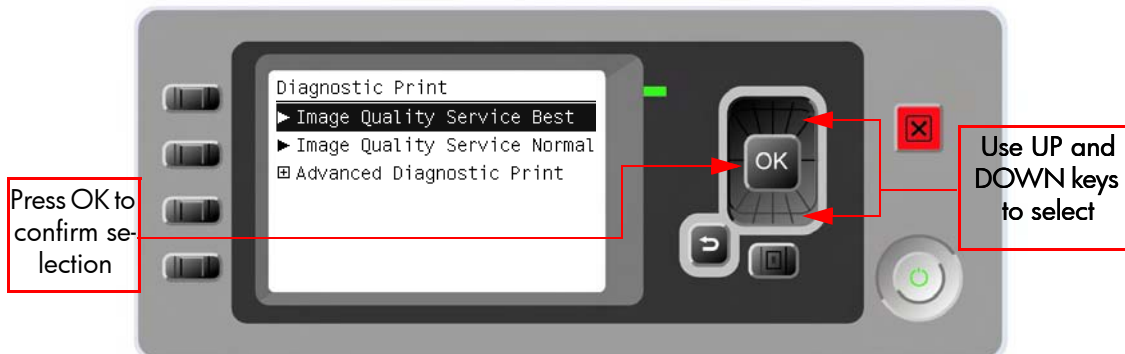 Diagnostic Print
Image Quality Service Best
Image Quality Service Normal
Advanced Diagnostic Print
OK
Press OK to
confirm se-
lection
Use UP and
DOWN keys
to select